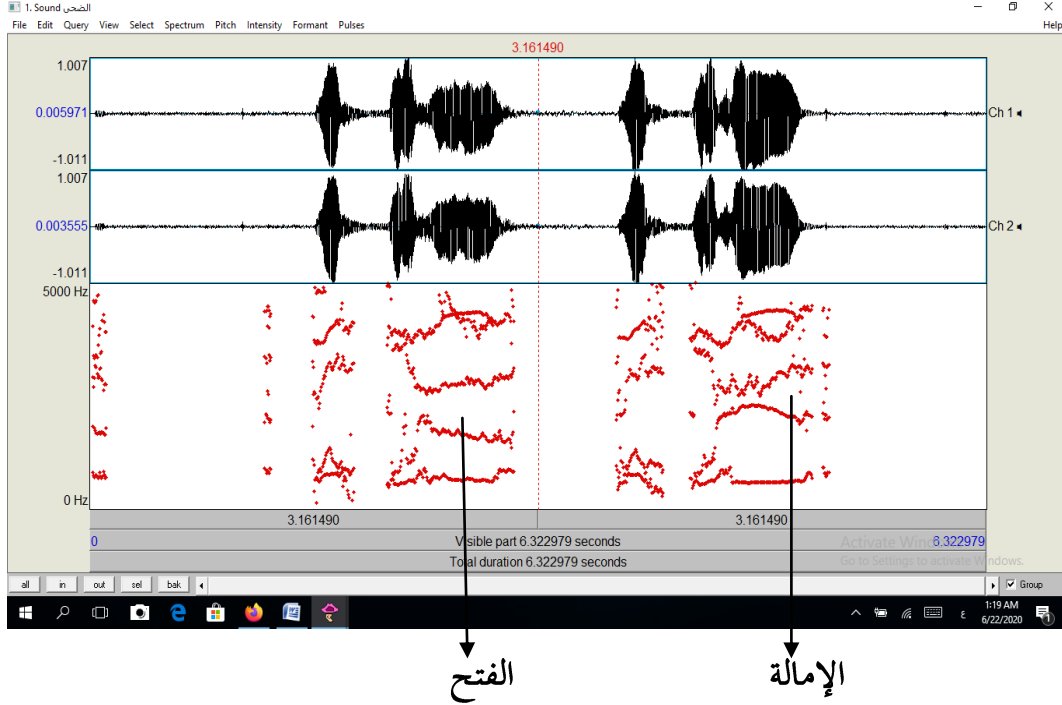 1. Sound الضحى
File Edit Query View Select Spectrum Pitch Intensity Formant Pulses Help
3.161490
1.007
0.005971
Ch 1
-1.011
1.007
0.003555
Ch 2
-1.011
5000 Hz
0 Hz
3.161490 3.161490
0 Visible part 6.322979 seconds 6.322979
Total duration 6.322979 seconds
Activate Windows
Go to Settings to activate Windows.
all in out sel bak Group
ع 1:19 AM
6/22/2020
1
الإمالة الفتح